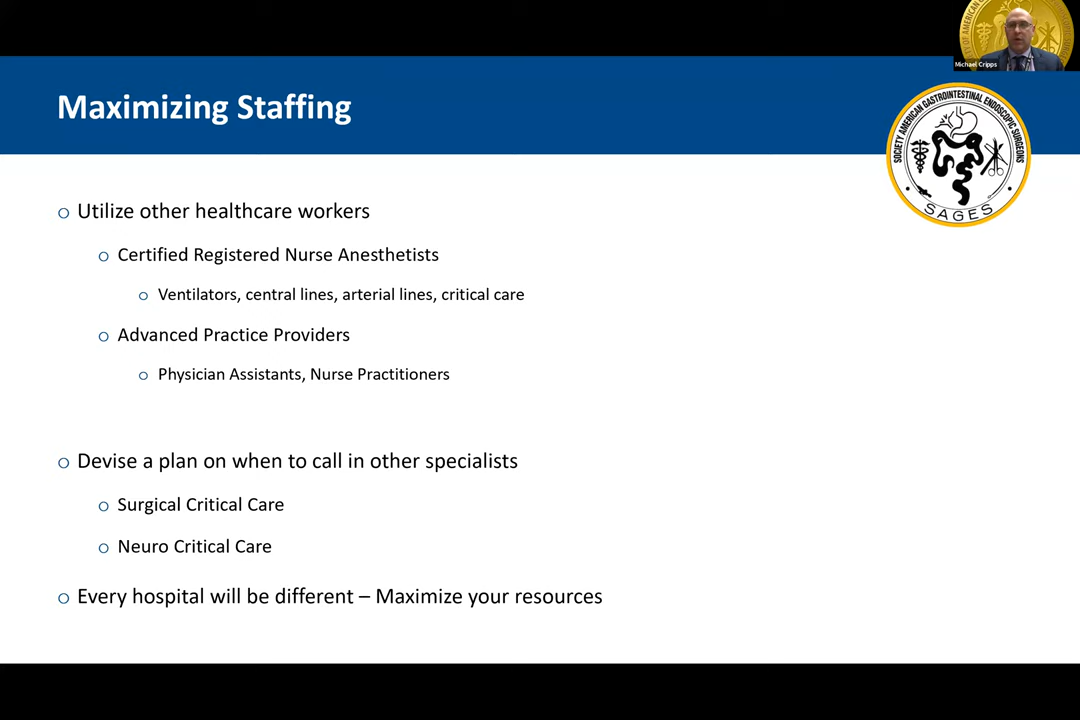 Michael Cripps
Maximizing Staffing
SOCIETY AMERICAN GASTROINTESTINAL ENDOSCOPIC SURGEONS
SAGES
o Utilize other healthcare workers
o Certified Registered Nurse Anesthetists
o Ventilators, central lines, arterial lines, critical care
o Advanced Practice Providers
o Physician Assistants, Nurse Practitioners
o Devise a plan on when to call in other specialists
o Surgical Critical Care
o Neuro Critical Care
o Every hospital will be different – Maximize your resources